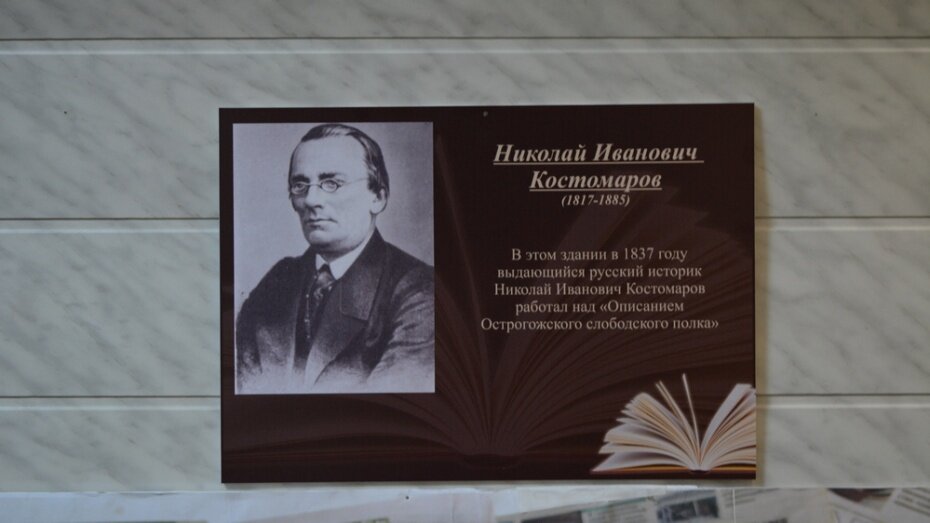 Николай Иванович
Костомаров
(1817-1885)
В этом здании в 1837 году
выдающийся русский историк
Николай Иванович Костомаров
работал над «Описанием
Острогожского слободского полка»